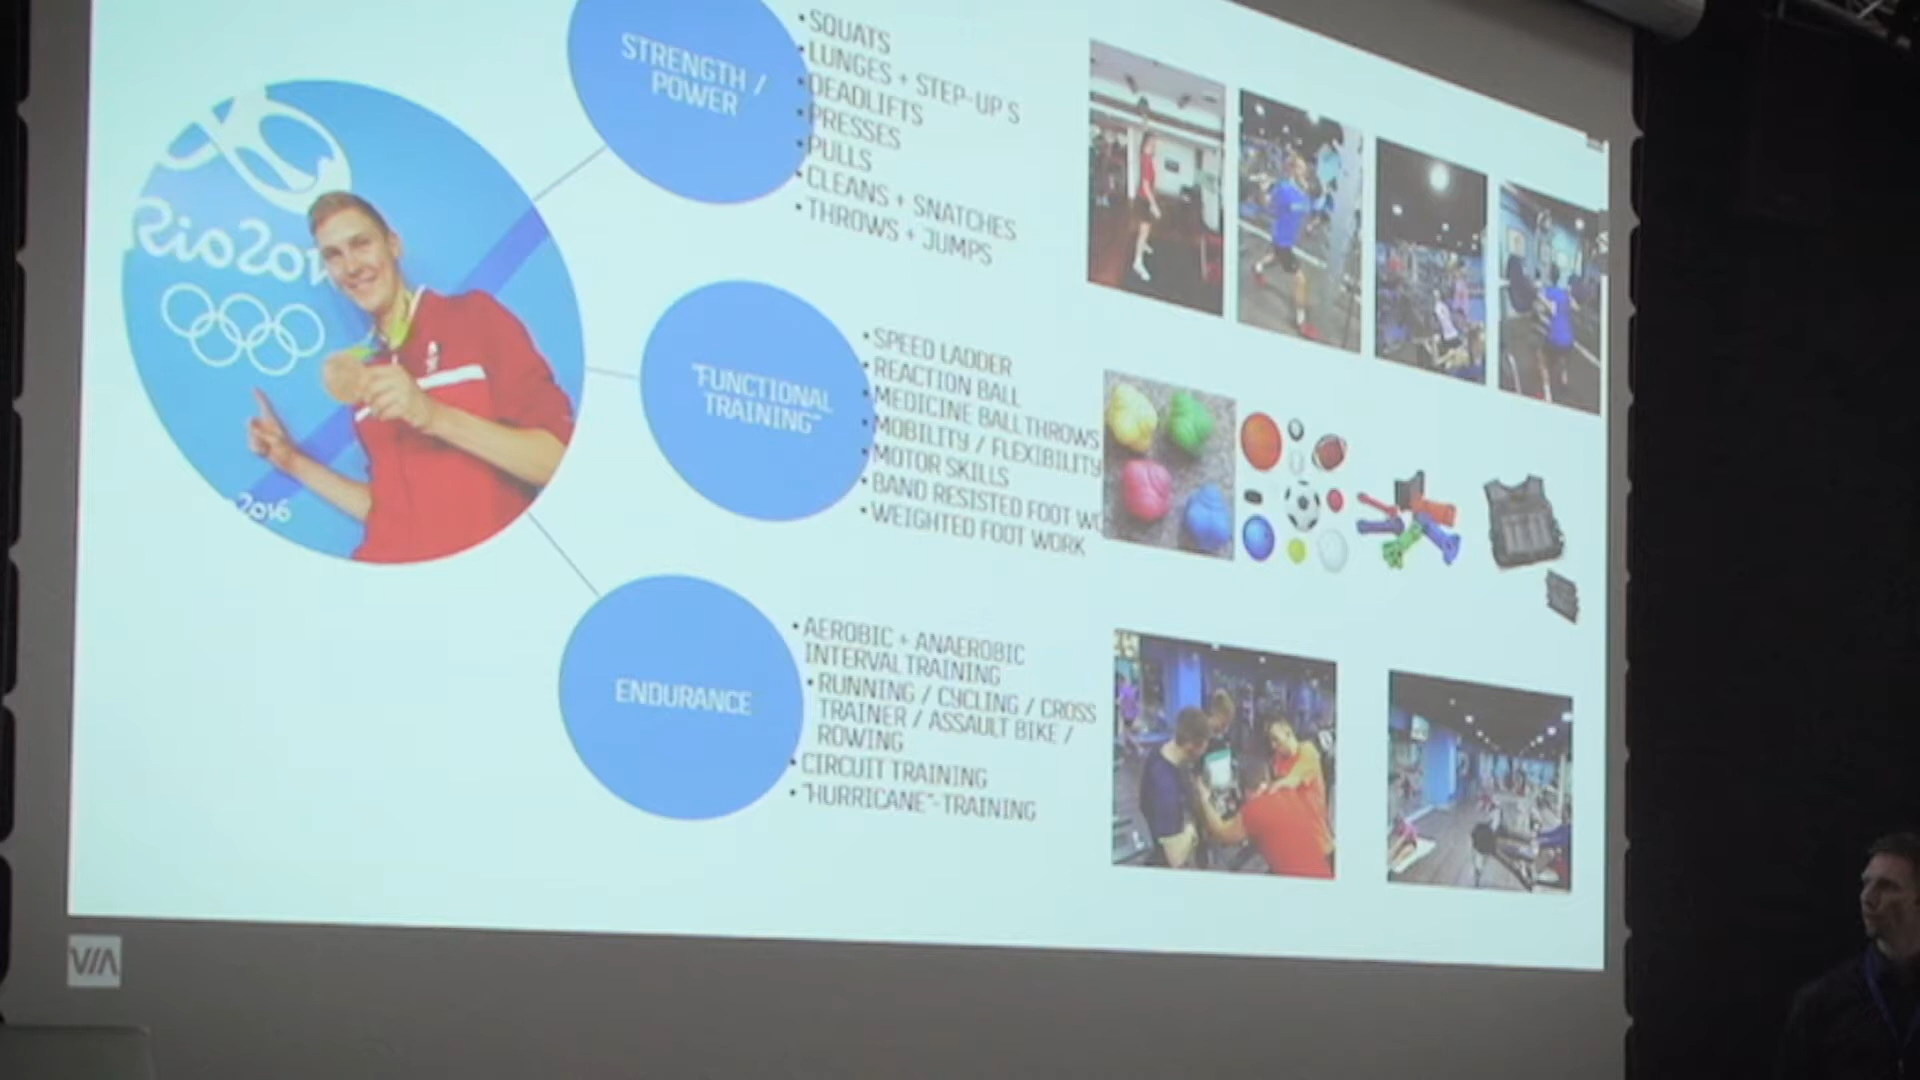 STRENGTH /
POWER
• SQUATS
• LUNGES + STEP-UP S
• DEADLIFTS
• PRESSES
• PULLS
• CLEANS + SNATCHES
• THROWS + JUMPS
Rio201
2016
"FUNCTIONAL
TRAINING"
• SPEED LADDER
• REACTION BALL
• MEDICINE BALL THROWS
• MOBILITY / FLEXIBILITY
• MOTOR SKILLS
• BAND RESISTED FOOT WO
• WEIGHTED FOOT WORK
ENDURANCE
• AEROBIC + ANAEROBIC
INTERVAL TRAINING
• RUNNING / CYCLING / CROSS
TRAINER / ASSAULT BIKE /
ROWING
• CIRCUIT TRAINING
• "HURRICANE"-TRAINING
VIA